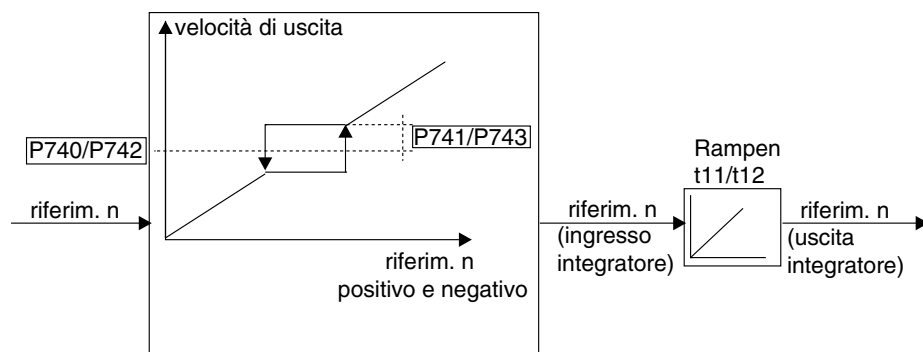 velocità di uscita
P740/P742
P741/P743
riferim. n
riferim. n
positivo e negativo
riferim. n
(ingresso
integratore)
Rampen
t11/t12
riferim. n
(uscita
integratore)